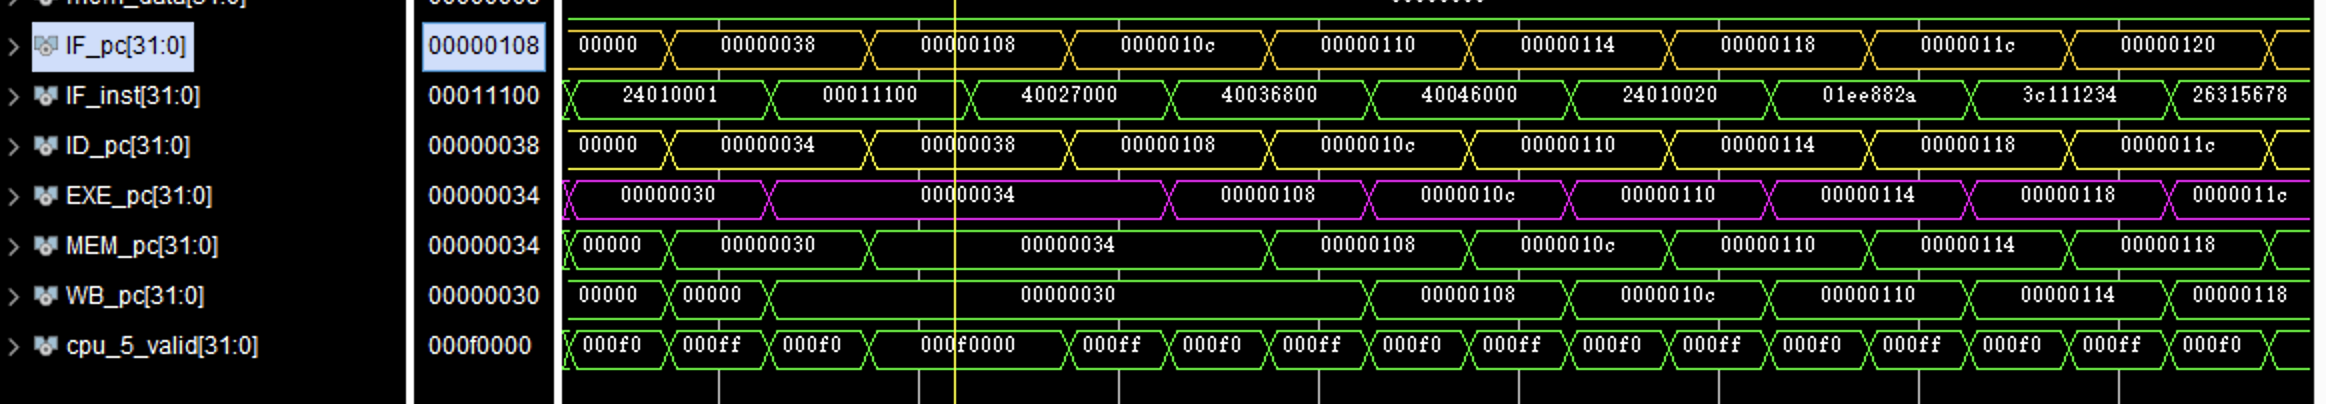 IF_pc[31:0] 00000108 00000 00000038 00000108 0000010c 00000110 00000114 00000118 0000011c 00000120
IF_inst[31:0] 00011100 24010001 00011100 40027000 40036800 40046000 24010020 01ee882a 3c111234 26315678
ID_pc[31:0] 00000038 00000 00000034 00000038 00000108 0000010c 00000110 00000114 00000118 0000011c
EXE_pc[31:0] 00000034 00000030 00000034 00000108 0000010c 00000110 00000114 00000118 0000011c
MEM_pc[31:0] 00000034 00000 00000030 00000034 00000108 0000010c 00000110 00000114 00000118
WB_pc[31:0] 00000030 00000 00000 00000030 00000108 0000010c 00000110 00000114 00000118
cpu_5_valid[31:0] 000f0000 000f0 000ff 000f0 000f0000 000ff 000f0 000ff 000f0 000ff 000f0 000ff 000f0 000ff 000f0 000ff 000f0